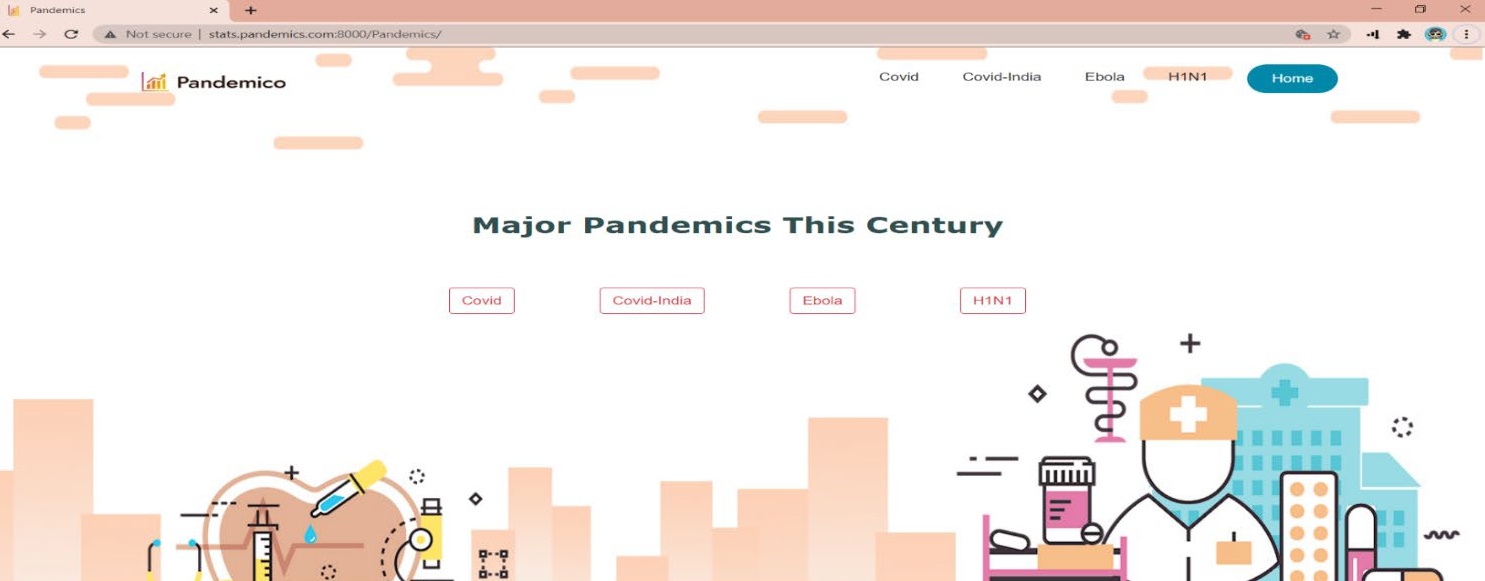 Pandemics
Not secure | stats.pandemics.com:8000/Pandemics/
Pandemico
Covid Covid-India Ebola H1N1 Home
Major Pandemics This Century
Covid Covid-India Ebola H1N1